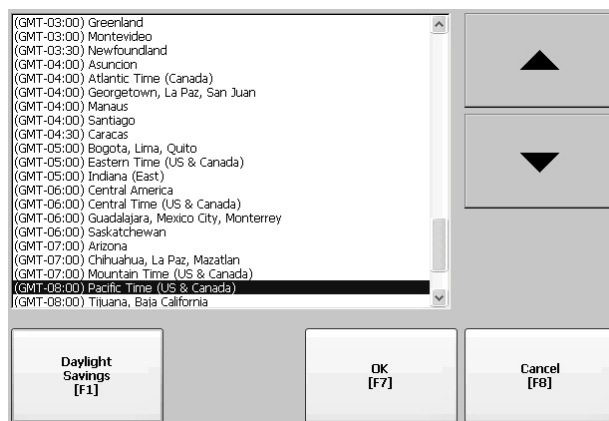 (GMT-03:00) Greenland
(GMT-03:00) Montevideo
(GMT-03:30) Newfoundland
(GMT-04:00) Asuncion
(GMT-04:00) Atlantic Time (Canada)
(GMT-04:00) Georgetown, La Paz, San Juan
(GMT-04:00) Manaus
(GMT-04:00) Santiago
(GMT-04:30) Caracas
(GMT-05:00) Bogota, Lima, Quito
(GMT-05:00) Eastern Time (US & Canada)
(GMT-05:00) Indiana (East)
(GMT-06:00) Central America
(GMT-06:00) Central Time (US & Canada)
(GMT-06:00) Guadalajara, Mexico City, Monterrey
(GMT-06:00) Saskatchewan
(GMT-07:00) Arizona
(GMT-07:00) Chihuahua, La Paz, Mazatlan
(GMT-07:00) Mountain Time (US & Canada)
(GMT-08:00) Pacific Time (US & Canada)
(GMT-08:00) Tijuana, Baja California
Daylight
Savings
[F1]
OK
[F7]
Cancel
[F8]